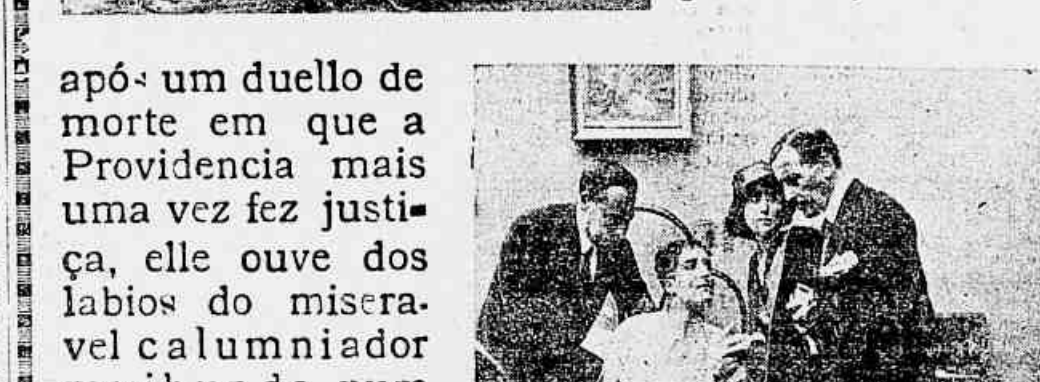 após um duello de
morte em que a
Providencia mais
uma vez fez justi-
ça, elle ouve dos
labios do misera-
vel calumniador